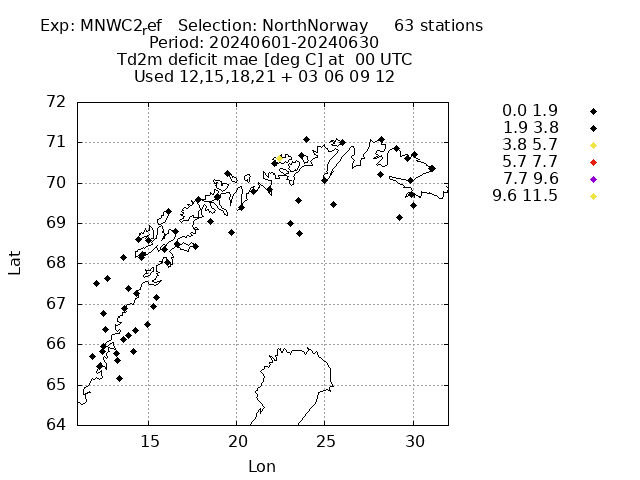 Exp: MNWC2ref   Selection: NorthNorway     63 stations
Period: 20240601-20240630
Td2m deficit mae [deg C] at  00 UTC
Used 12,15,18,21 + 03 06 09 12
0.0 1.9
1.9 3.8
3.8 5.7
5.7 7.7
7.7 9.6
9.6 11.5
72
71
70
69
68
67
66
65
64
Lat
15 20 25 30
Lon